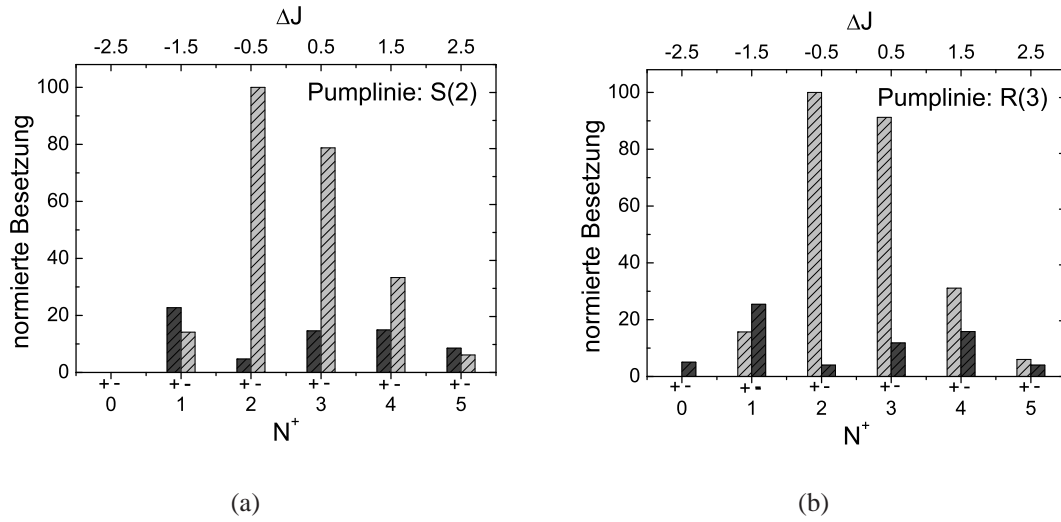 ΔJ
-2.5 -1.5 -0.5 0.5 1.5 2.5
Pumplinie: S(2)
100
80
60
40
20
0
normierte Besetzung
+- +- +- +- +- +-
0 1 2 3 4 5
N⁺
(a)
ΔJ
-2.5 -1.5 -0.5 0.5 1.5 2.5
Pumplinie: R(3)
100
80
60
40
20
0
normierte Besetzung
+- +- +- +- +- +-
0 1 2 3 4 5
N⁺
(b)